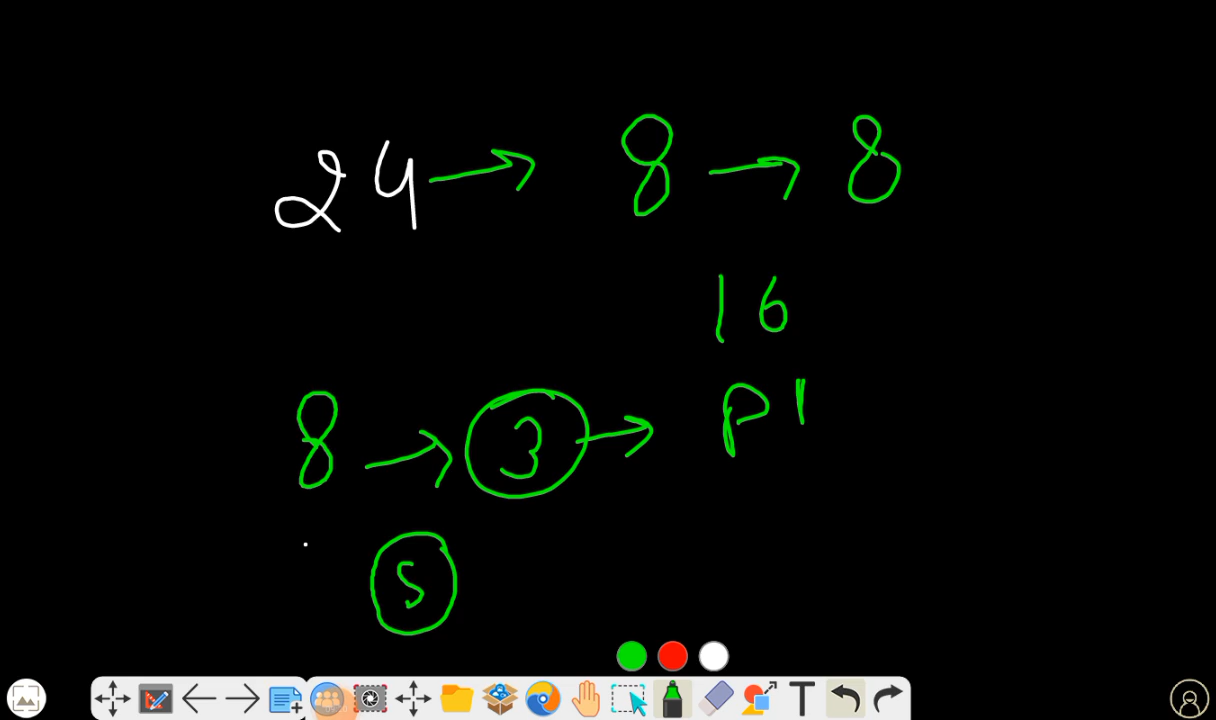 24 → 8 → 8
16
8 → 3 → P1
5